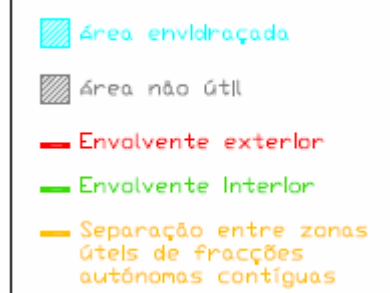 Área envidraçada
Área não útil
Envolvente exterior
Envolvente Interior
Separação entre zonas
úteis de fracções
autónomas contíguas